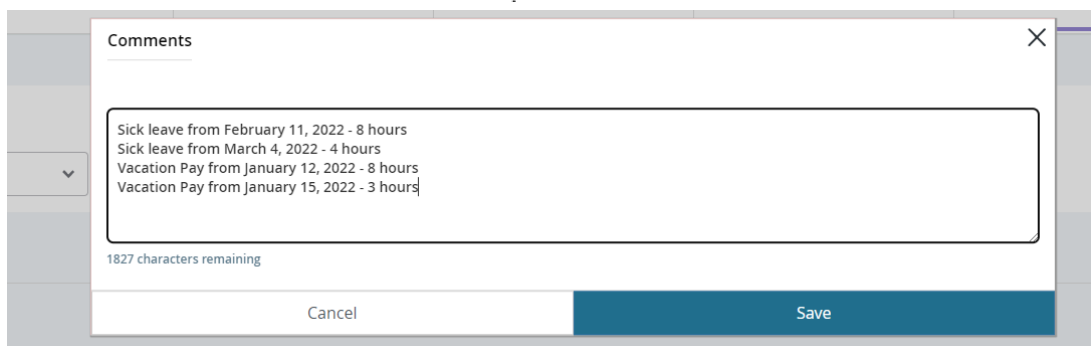 Comments
Sick leave from February 11, 2022 - 8 hours
Sick leave from March 4, 2022 - 4 hours
Vacation Pay from January 12, 2022 - 8 hours
Vacation Pay from January 15, 2022 - 3 hours
1827 characters remaining
Cancel
Save